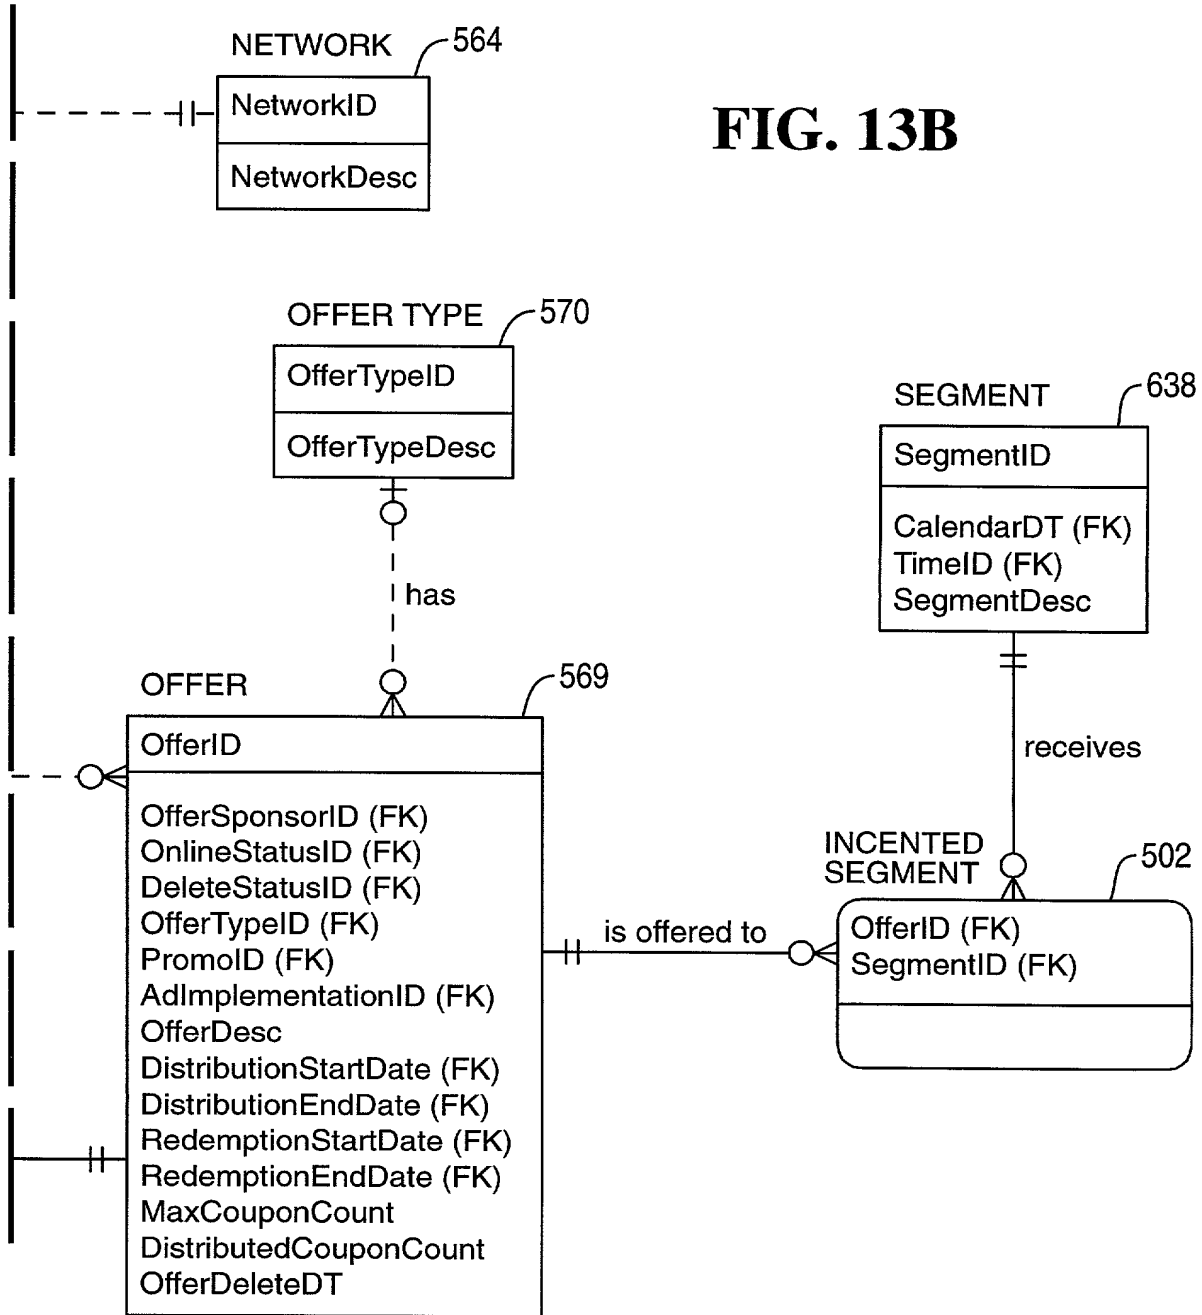 NETWORK
564
NetworkID
NetworkDesc
FIG. 13B
OFFER TYPE
570
OfferTypeID
OfferTypeDesc
has
SEGMENT
638
SegmentID
CalendarDT (FK)
TimeID (FK)
SegmentDesc
receives
OFFER
569
OfferID
OfferSponsorID (FK)
OnlineStatusID (FK)
DeleteStatusID (FK)
OfferTypeID (FK)
PromoID (FK)
AdImplementationID (FK)
OfferDesc
DistributionStartDate (FK)
DistributionEndDate (FK)
RedemptionStartDate (FK)
RedemptionEndDate (FK)
MaxCouponCount
DistributedCouponCount
OfferDeleteDT
is offered to
INCENTED
SEGMENT
502
OfferID (FK)
SegmentID (FK)